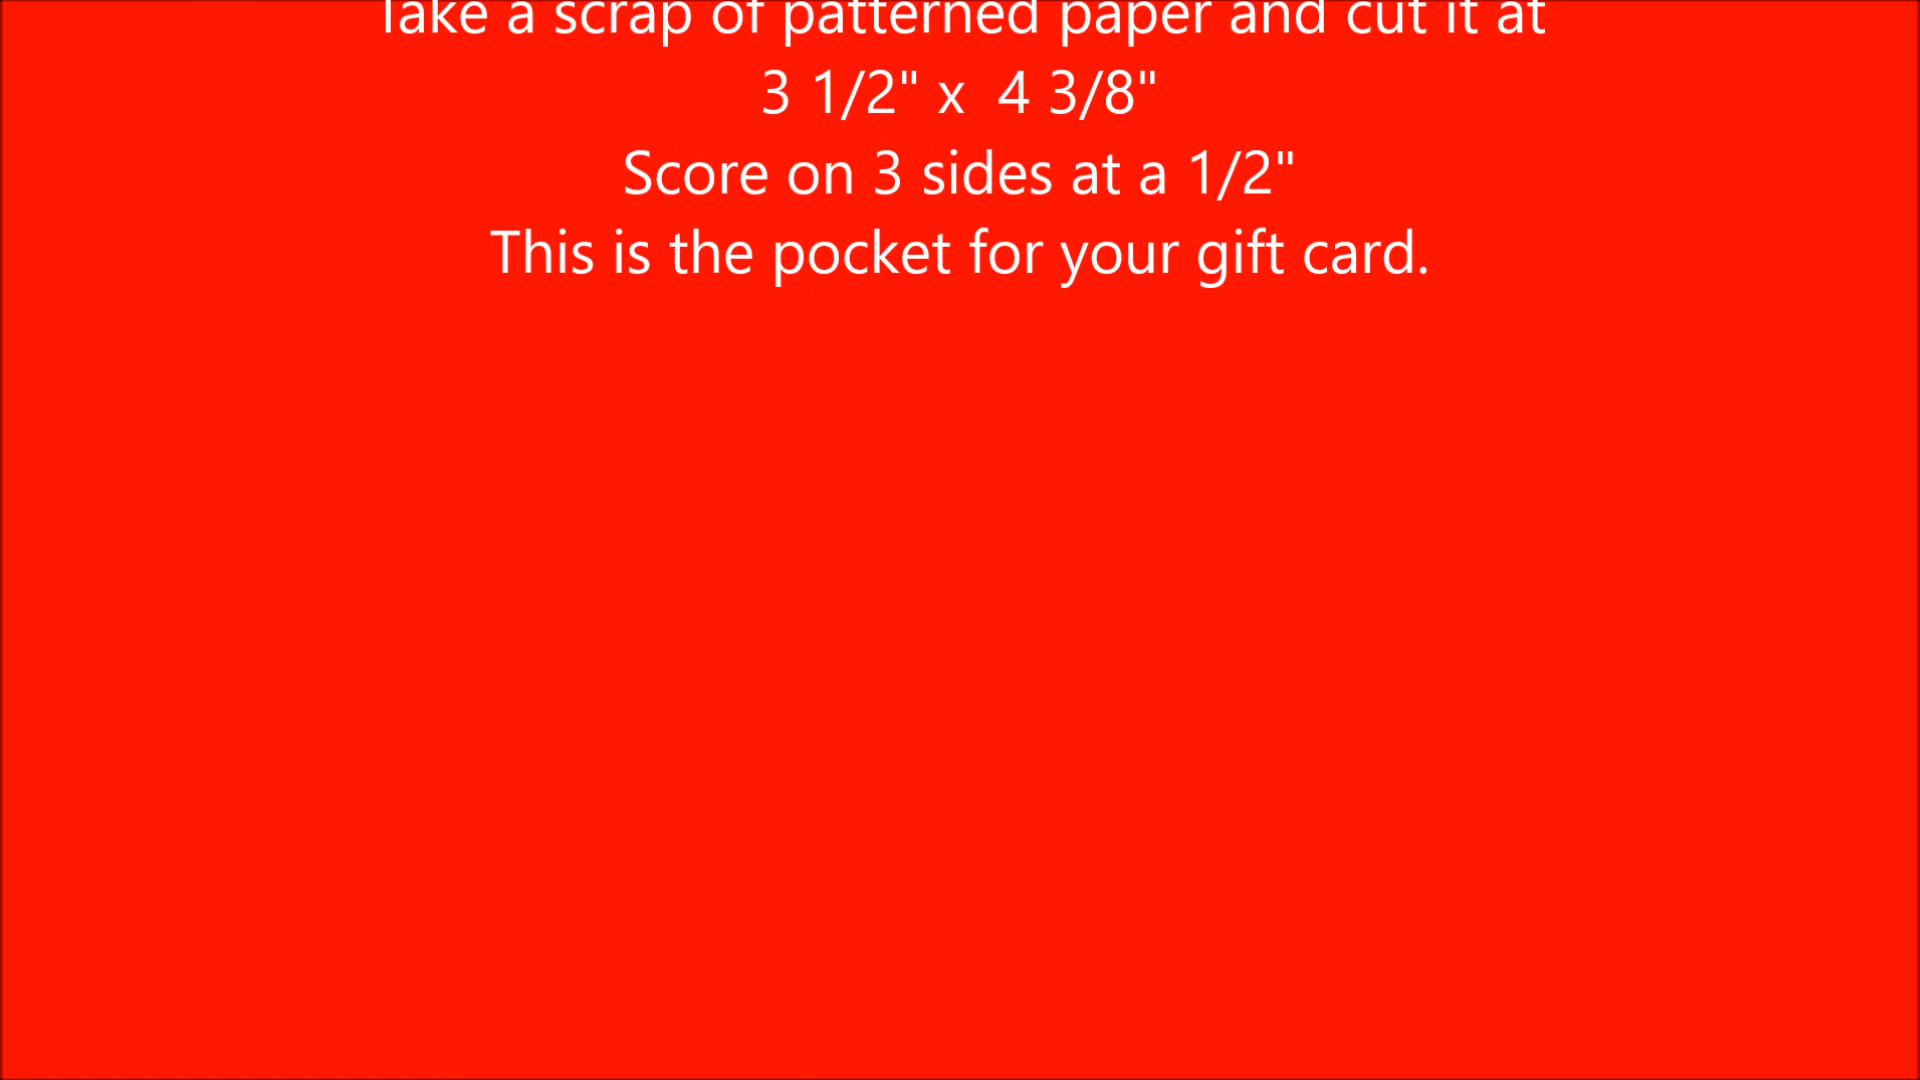 Take a scrap of patterned paper and cut it at
3 1/2" x  4 3/8"
Score on 3 sides at a 1/2"
This is the pocket for your gift card.